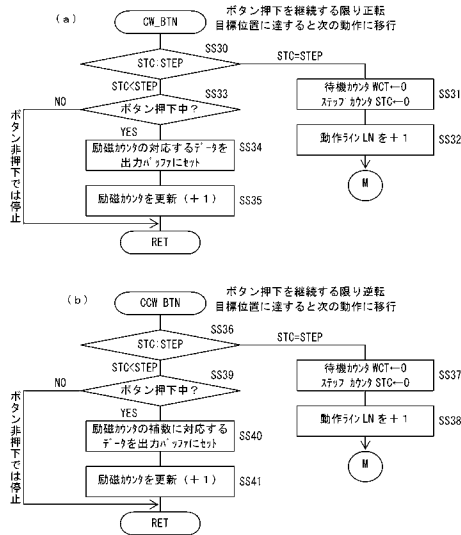 (a)
CW_BTN
ボタン押下を継続する限り正転
目標位置に達すると次の動作に移行
SS30
STC:STEP
STC=STEP
STC<STEP
SS33
待機カウンタ WCT←0
ステップ カウンタ STC←0
SS31
NO
ボタン押下中?
YES
動作ライン LN を+1
SS32
励磁カウンタの対応するデータを
出力バッファにセット
SS34
M
ボタン非押下では停止
励磁カウンタを更新(+1)
SS35
RET
(b)
CCW BTN
ボタン押下を継続する限り逆転
目標位置に達すると次の動作に移行
SS36
STC:STEP
STC=STEP
STC<STEP
SS39
待機カウンタ WCT←0
ステップ カウンタ STC←0
SS37
NO
ボタン押下中?
YES
動作ライン LN を+1
SS38
励磁カウンタの補数に対応する
データを出力バッファにセット
SS40
M
ボタン非押下では停止
励磁カウンタを更新(+1)
SS41
RET